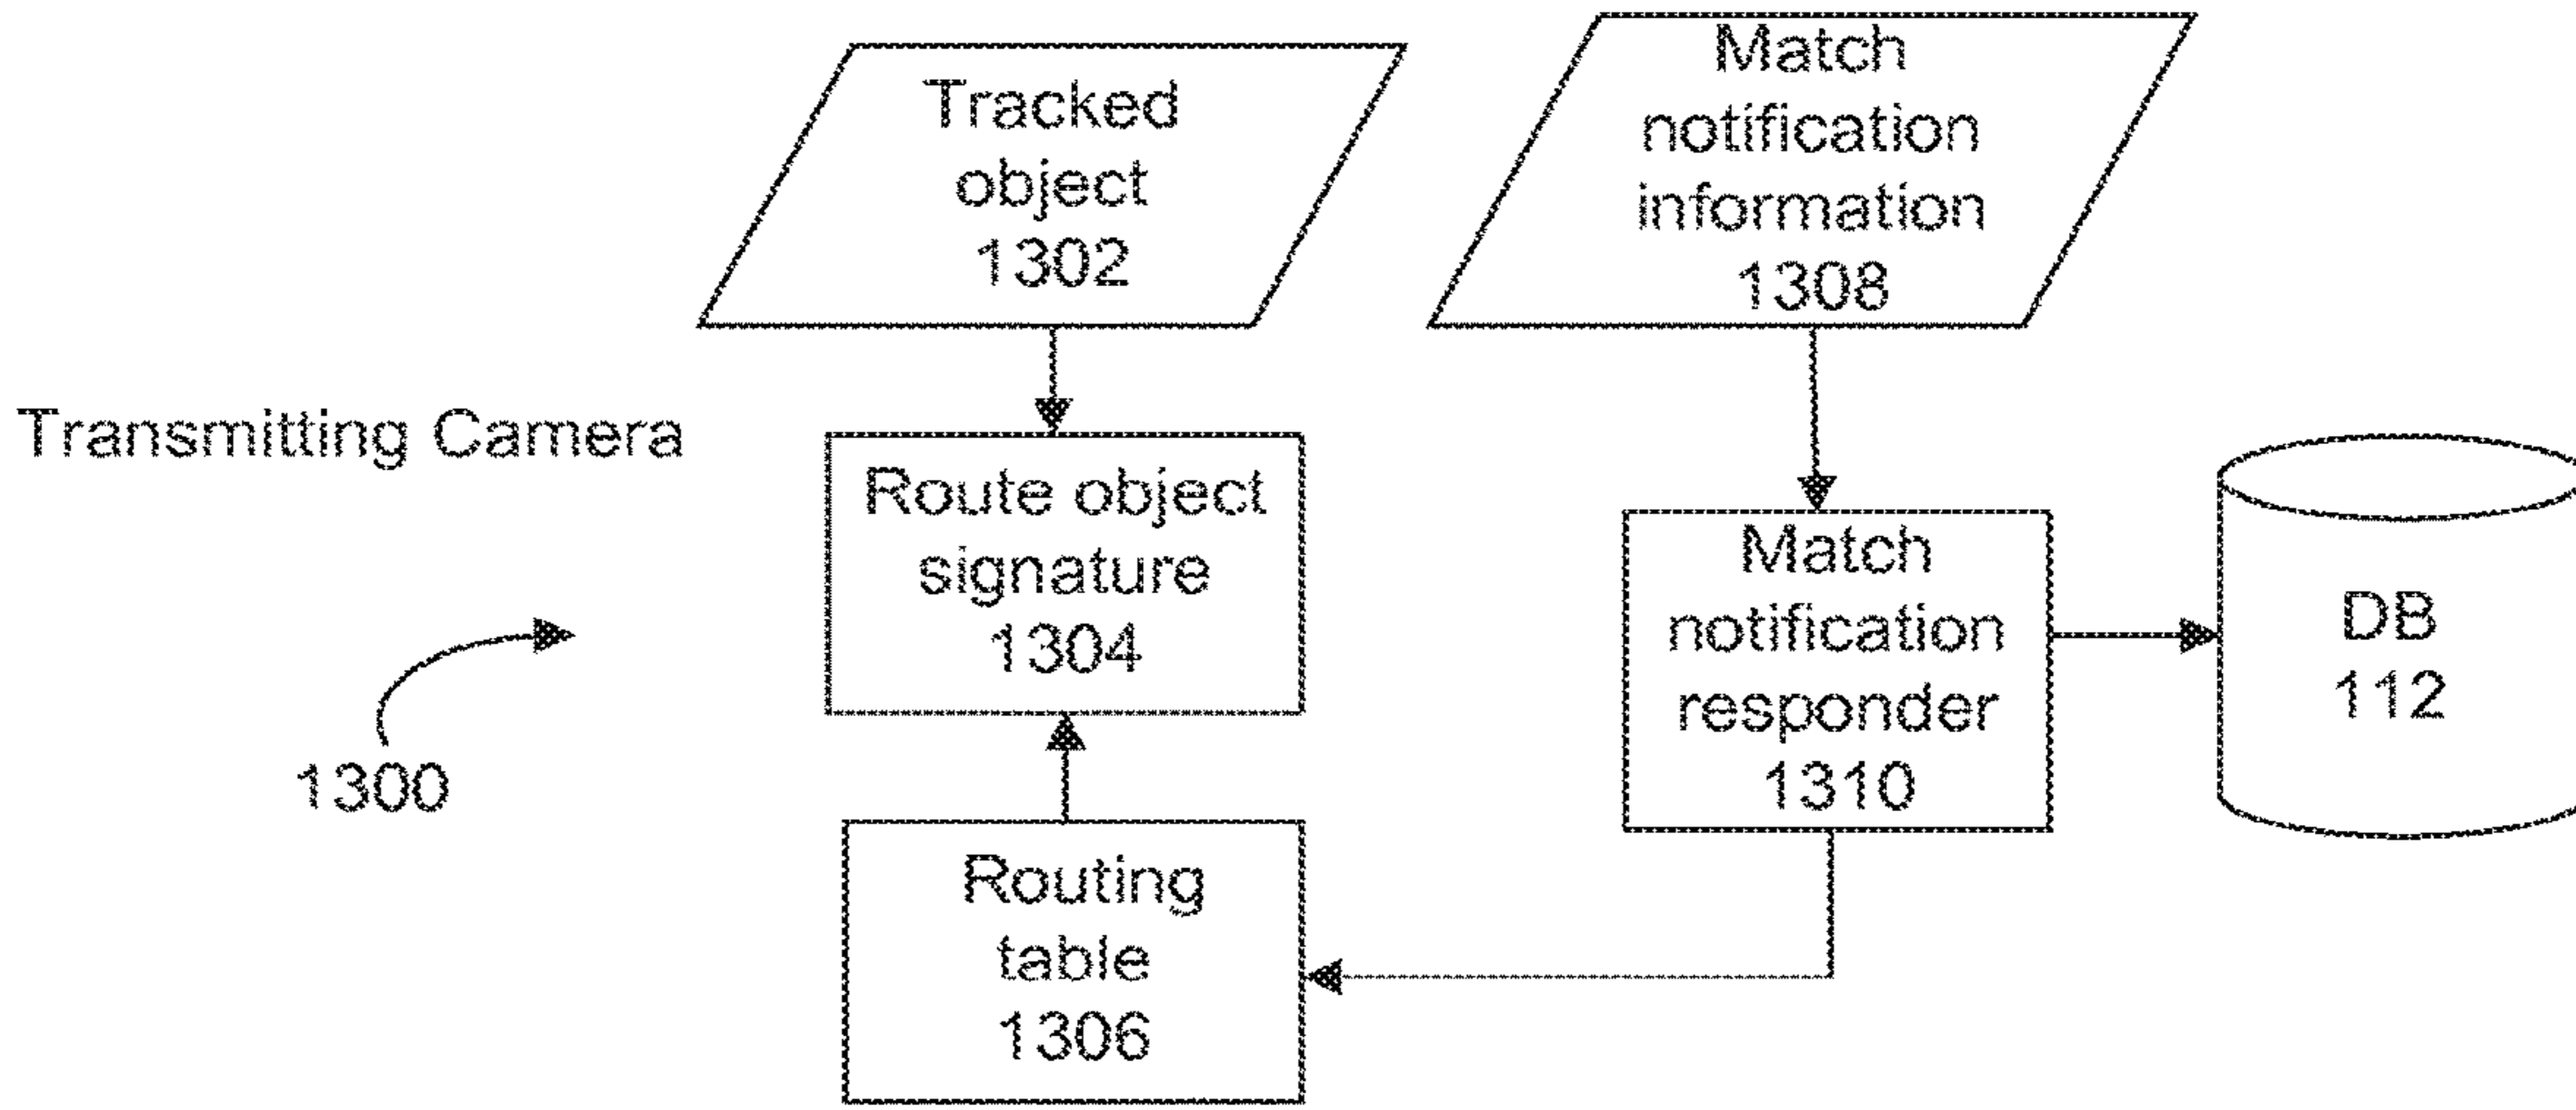 Tracked
object
1302
Match
notification
information
1308
Transmitting Camera
Route object
signature
1304
Match
notification
responder
1310
DB
112
1300
Routing
table
1306